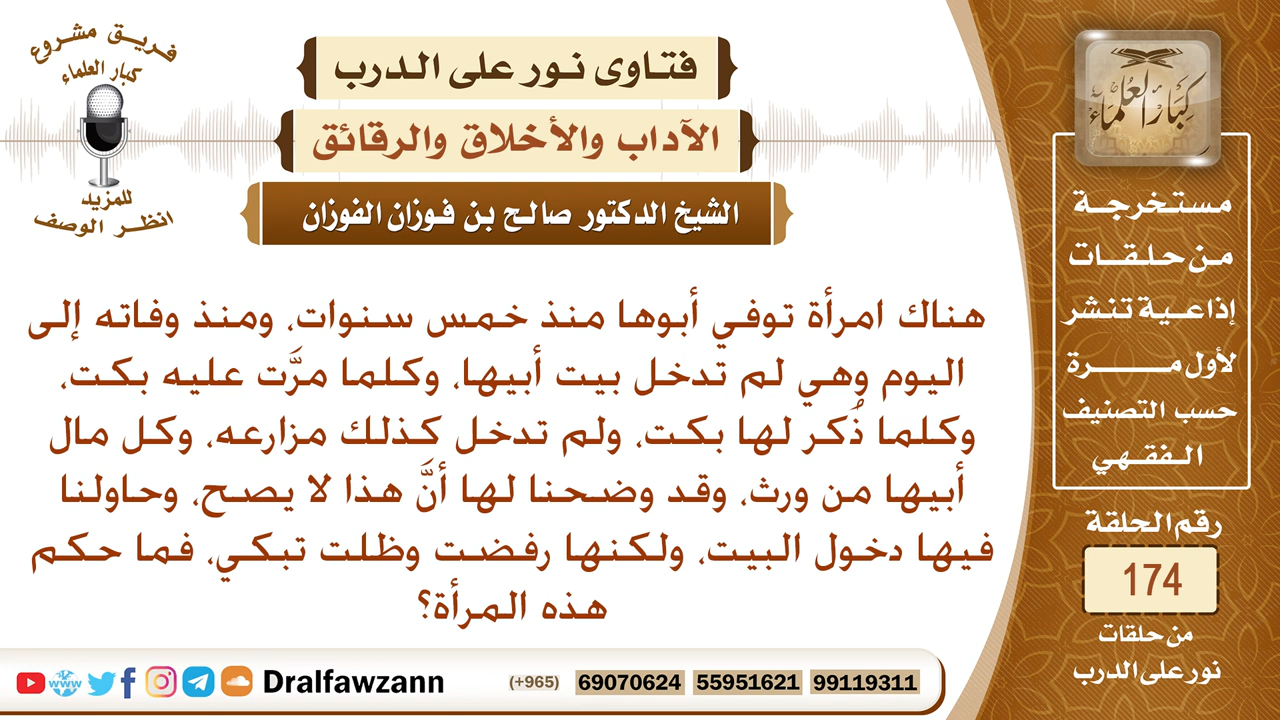 فريق مشروع
كبار العلماء
للمزيد
انظر الوصف
فتاوى نور على الدرب
الآداب والأخلاق والرقائق
الشيخ الدكتور صالح بن فوزان الفوزان
هناك امرأة توفي أبوها منذ خمس سنوات، ومنذ وفاته إلى
اليوم وهي لم تدخل بيت أبيها، وكلما مرَّت عليه بكت،
وكلما ذُكر لها بكت، ولم تدخل كذلك مزارعه، وكل مال
أبيها من ورث، وقد وضحنا لها أنَّ هذا لا يصح، وحاولنا
فيها دخول البيت، ولكنها رفضت وظلت تبكي، فما حكم
هذه المرأة؟
كبار العلماء
مستخرجة
من حلقات
إذاعية تنشر
لأول مرة
حسب التصنيف
الفقهي
رقم الحلقة
174
من حلقات
نور على الدرب
www
Dralfawzann
(+965) 69070624 55951621 99119311